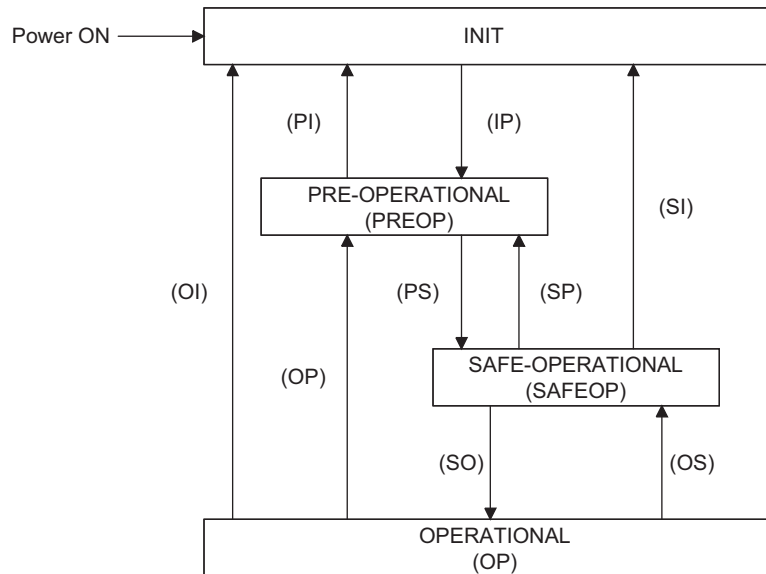 Power ON
INIT
(PI)
(IP)
PRE-OPERATIONAL
(PREOP)
(SI)
(OI)
(PS)
(SP)
SAFE-OPERATIONAL
(SAFEOP)
(OP)
(SO)
(OS)
OPERATIONAL
(OP)